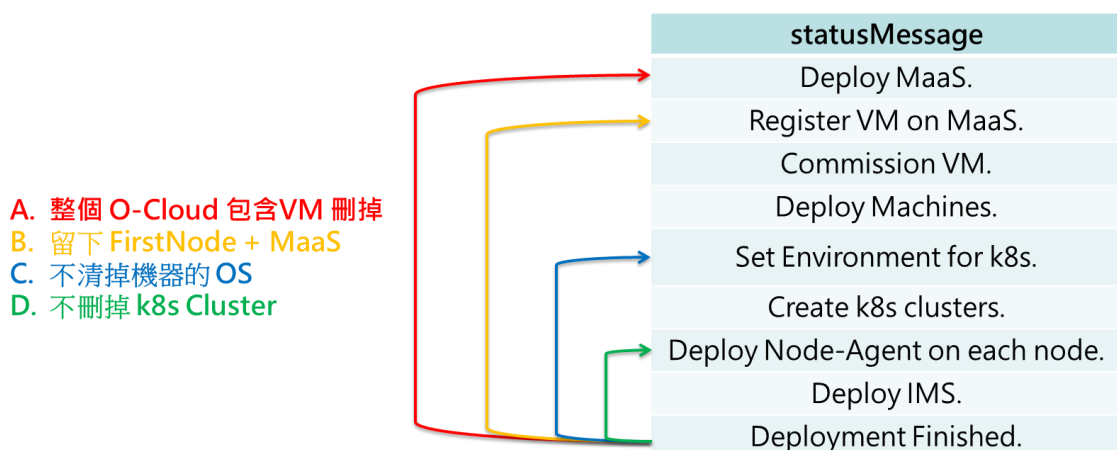 statusMessage
Deploy MaaS.
Register VM on MaaS.
Commission VM.
Deploy Machines.
Set Environment for k8s.
Create k8s clusters.
Deploy Node-Agent on each node.
Deploy IMS.
Deployment Finished.
A. 整個 O-Cloud 包含VM 刪掉
B. 留下 FirstNode + MaaS
C. 不清掉機器的 OS
D. 不刪掉 k8s Cluster